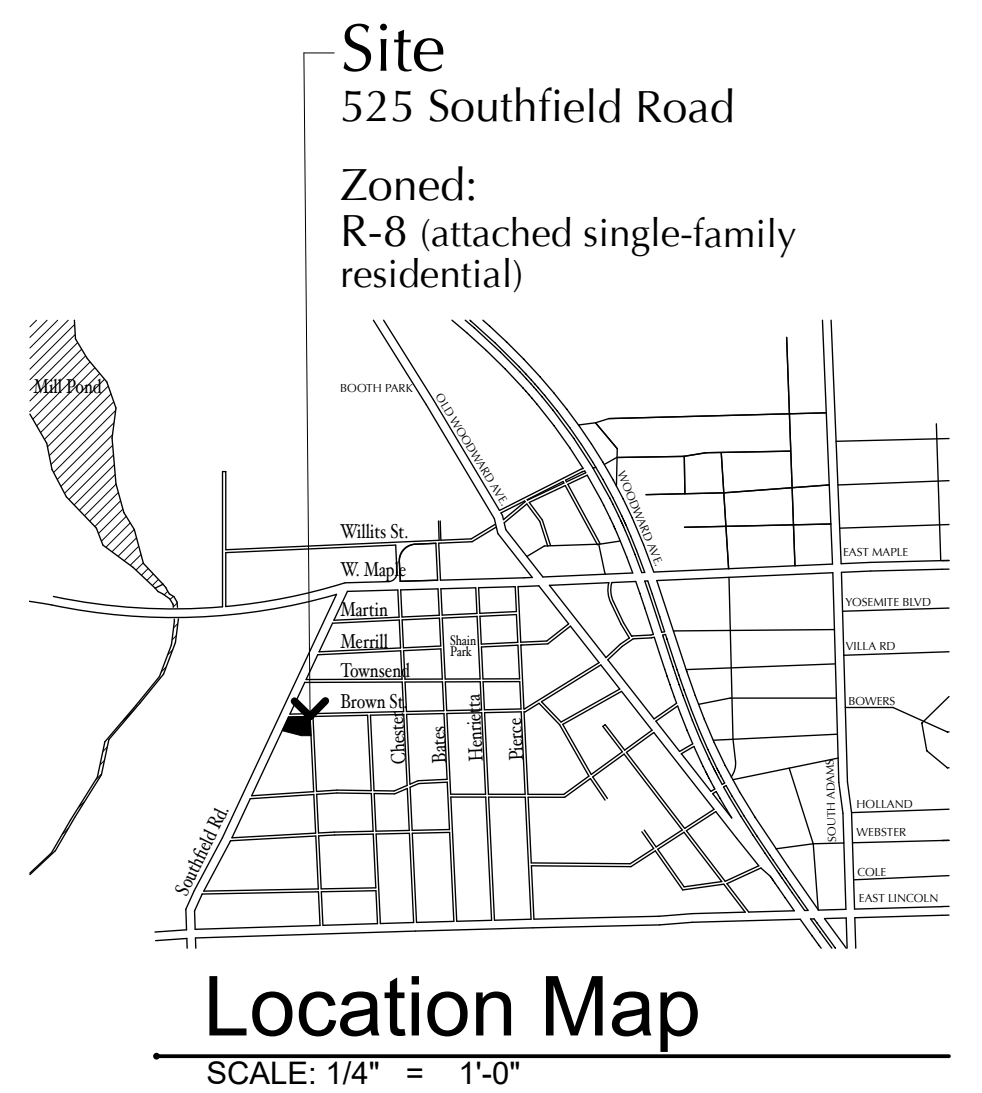 Site
525 Southfield Road
Zoned:
R-8 (attached single-family
residential)
Mill Pond
BOOTH PARK
OLD WOODWARD AVE.
WOODWARD AVE.
Willits St.
W. Maple
EAST MAPLE
Martin
YOSEMITE BLVD
Merrill
Shain
Park
VILLA RD
Townsend
Brown St.
BOWERS
Chester
Bates
Henrietta
Pierce
SOUTH ADAMS
HOLLAND
Southfield Rd.
WEBSTER
COLE
EAST LINCOLN
Location Map
SCALE: 1/4" = 1'-0"